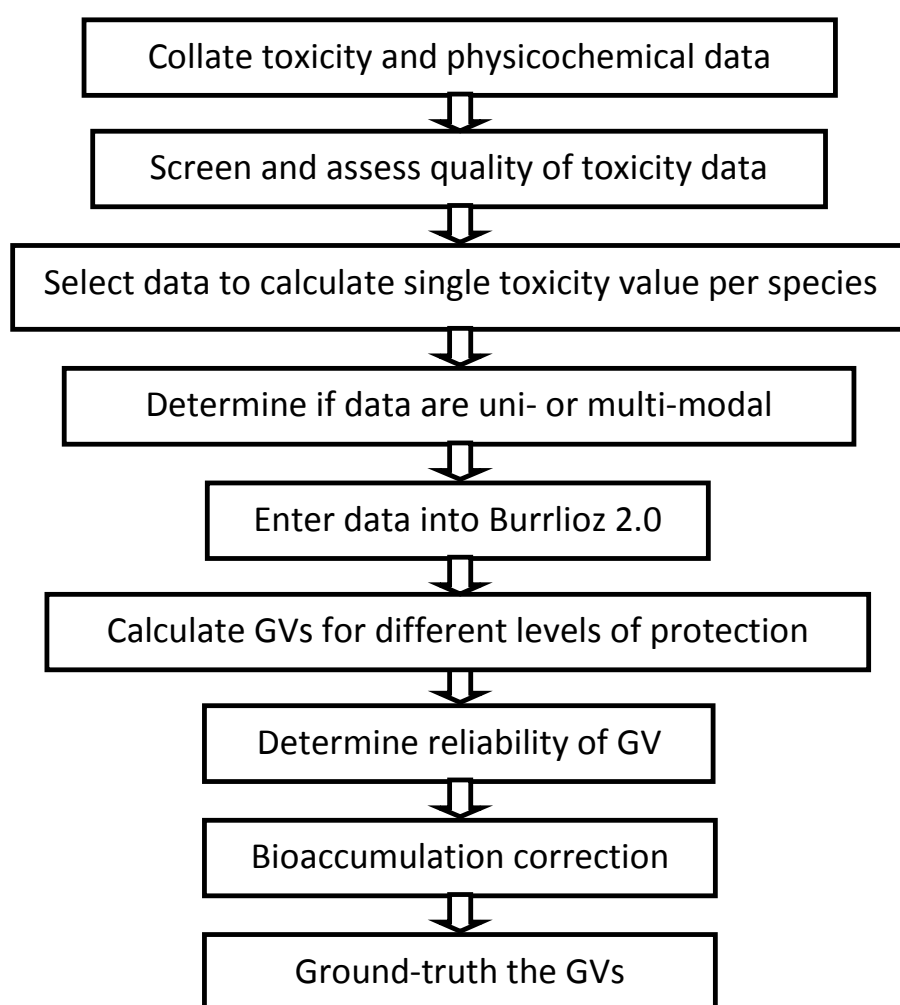 Collate toxicity and physicochemical data
Screen and assess quality of toxicity data
Select data to calculate single toxicity value per species
Determine if data are uni- or multi-modal
Enter data into Burrlioz 2.0
Calculate GVs for different levels of protection
Determine reliability of GV
Bioaccumulation correction
Ground-truth the GVs